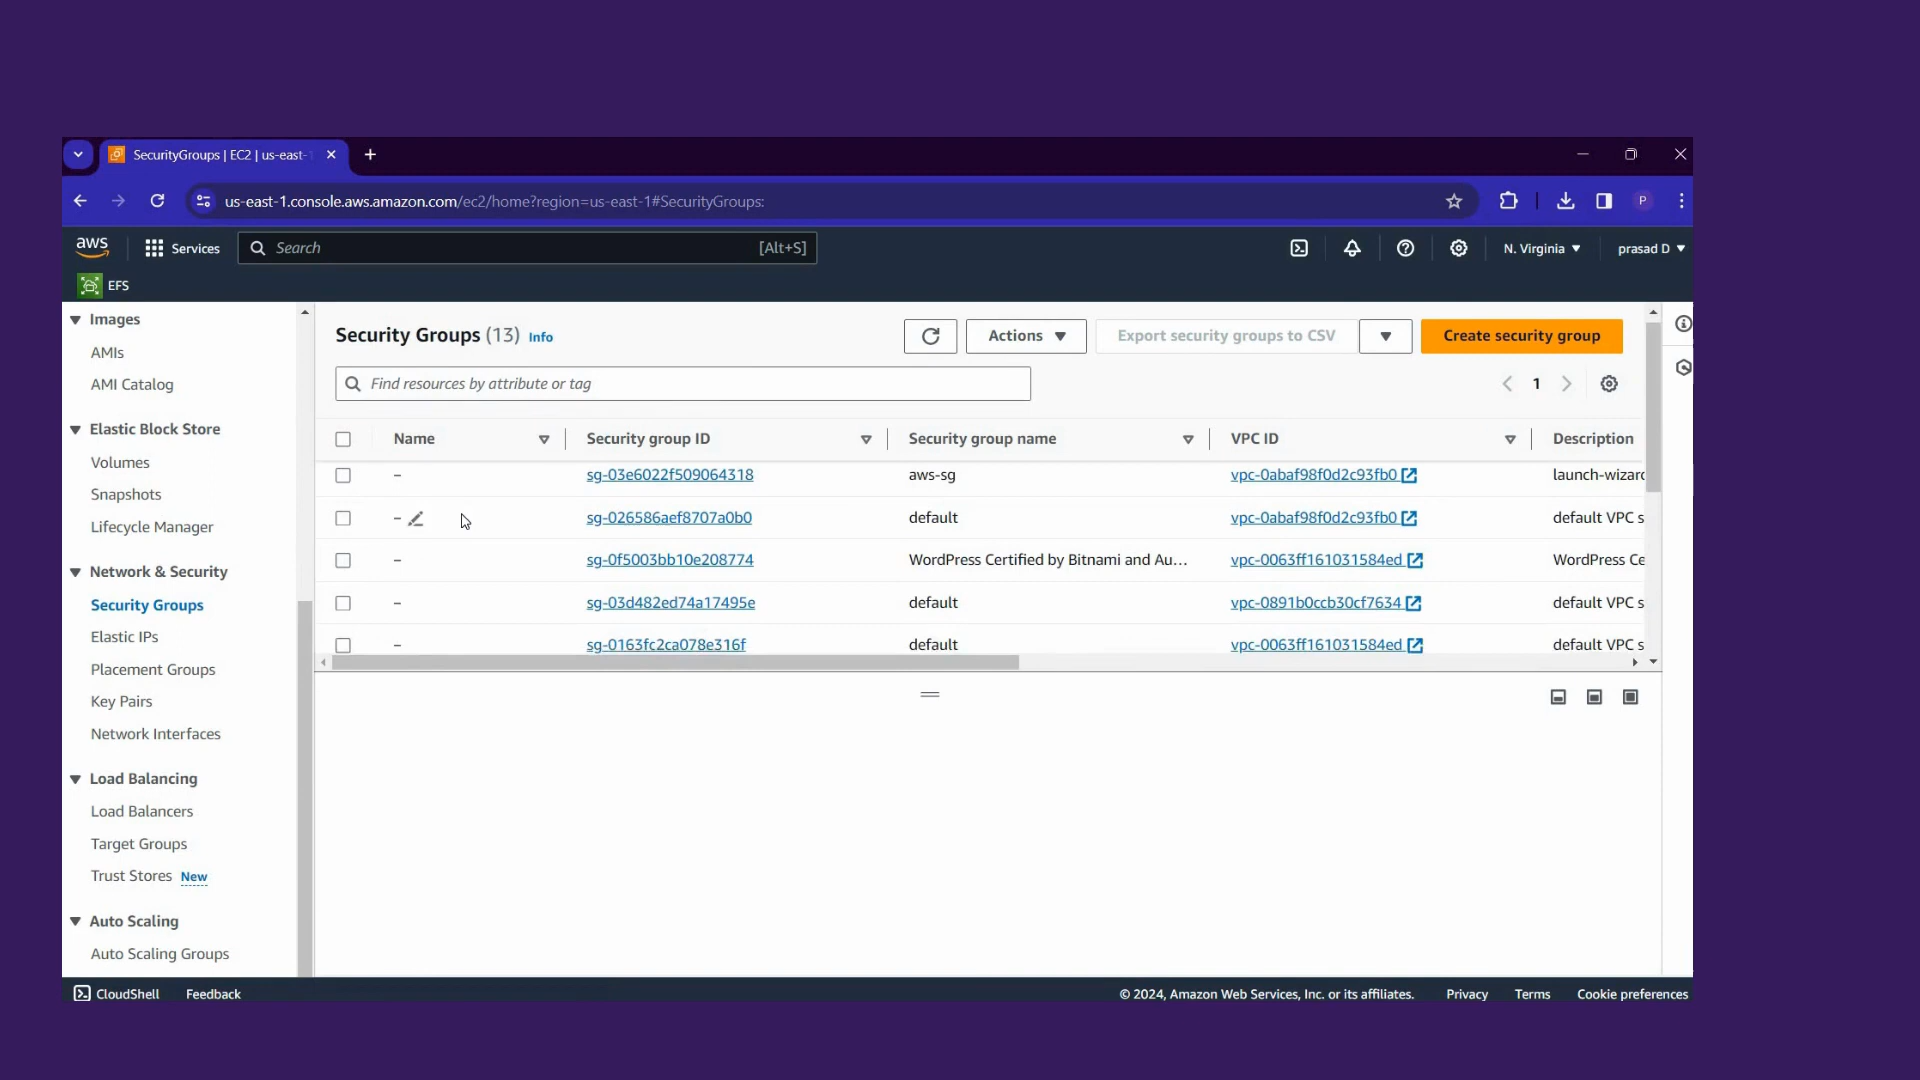 SecurityGroups | EC2 | us-east-
us-east-1.console.aws.amazon.com/ec2/home?region=us-east-1#SecurityGroups:
P
aws
Services
Search
[Alt+S]
N. Virginia
prasad D
EFS
Images
AMIs
AMI Catalog
Elastic Block Store
Volumes
Snapshots
Lifecycle Manager
Network & Security
Security Groups
Elastic IPs
Placement Groups
Key Pairs
Network Interfaces
Load Balancing
Load Balancers
Target Groups
Trust Stores New
Auto Scaling
Auto Scaling Groups
Security Groups (13) Info
Actions
Export security groups to CSV
Create security group
Find resources by attribute or tag
1
Name Security group ID Security group name VPC ID Description
– sg-03e6022f509064318 aws-sg vpc-0abaf98f0d2c93fb0 launch-wizar
– sg-026586aef8707a0b0 default vpc-0abaf98f0d2c93fb0 default VPC s
– sg-0f5003bb10e208774 WordPress Certified by Bitnami and Au... vpc-0063ff161031584ed WordPress Ce
– sg-03d482ed74a17495e default vpc-0891b0ccb30cf7634 default VPC s
– sg-0163fc2ca078e316f default vpc-0063ff161031584ed default VPC s
CloudShell
Feedback
© 2024, Amazon Web Services, Inc. or its affiliates.
Privacy
Terms
Cookie preferences